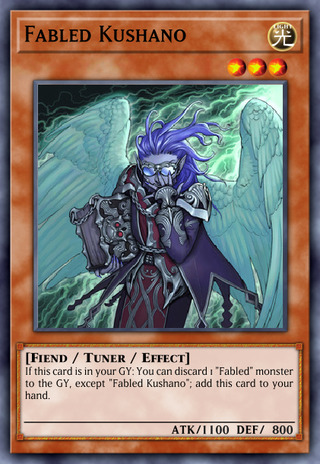 Fabled Kushano
LIGHT
光
[Fiend / Tuner / Effect]
If this card is in your GY: You can discard 1 "Fabled" monster
to the GY, except "Fabled Kushano"; add this card to your
hand.
ATK/1100 DEF/ 800